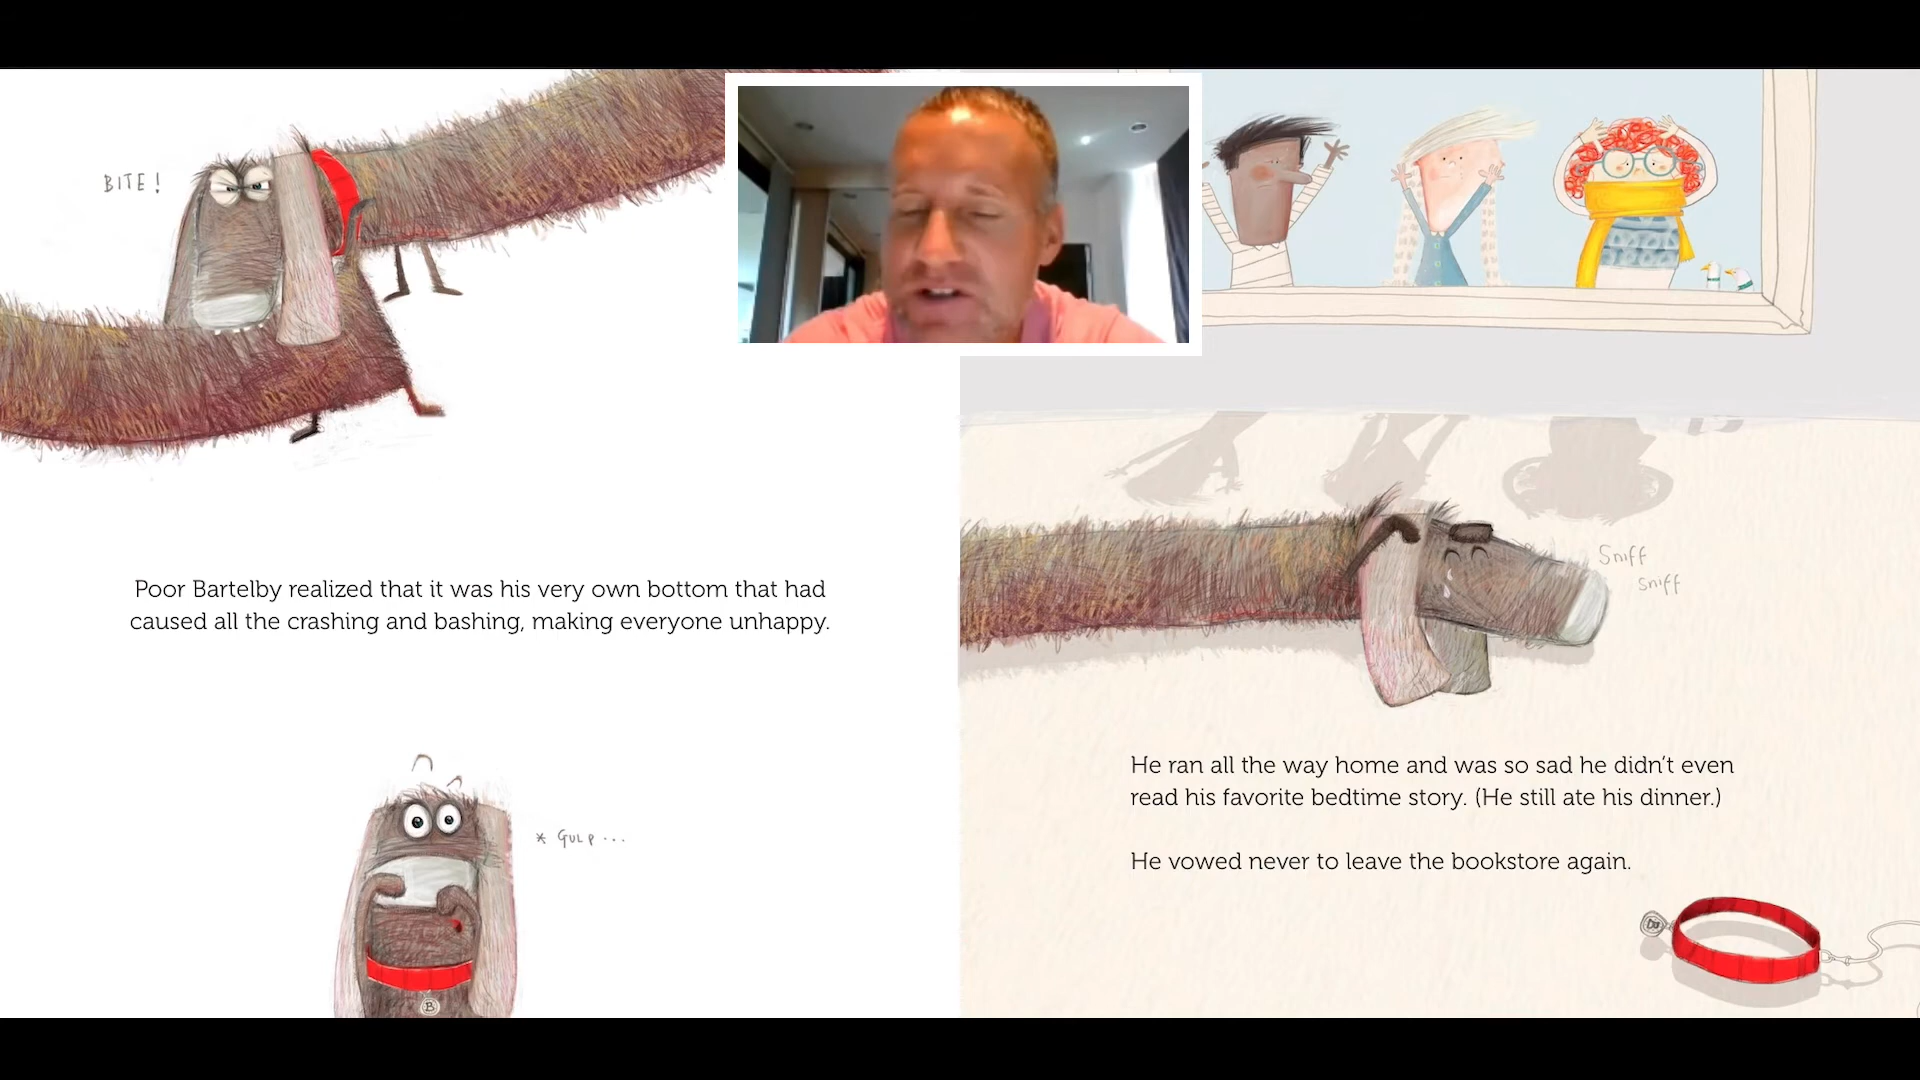 BITE!
Poor Bartelby realized that it was his very own bottom that had
caused all the crashing and bashing, making everyone unhappy.
* GULP...
Sniff
sniff
He ran all the way home and was so sad he didn’t even
read his favorite bedtime story. (He still ate his dinner.)
He vowed never to leave the bookstore again.
B